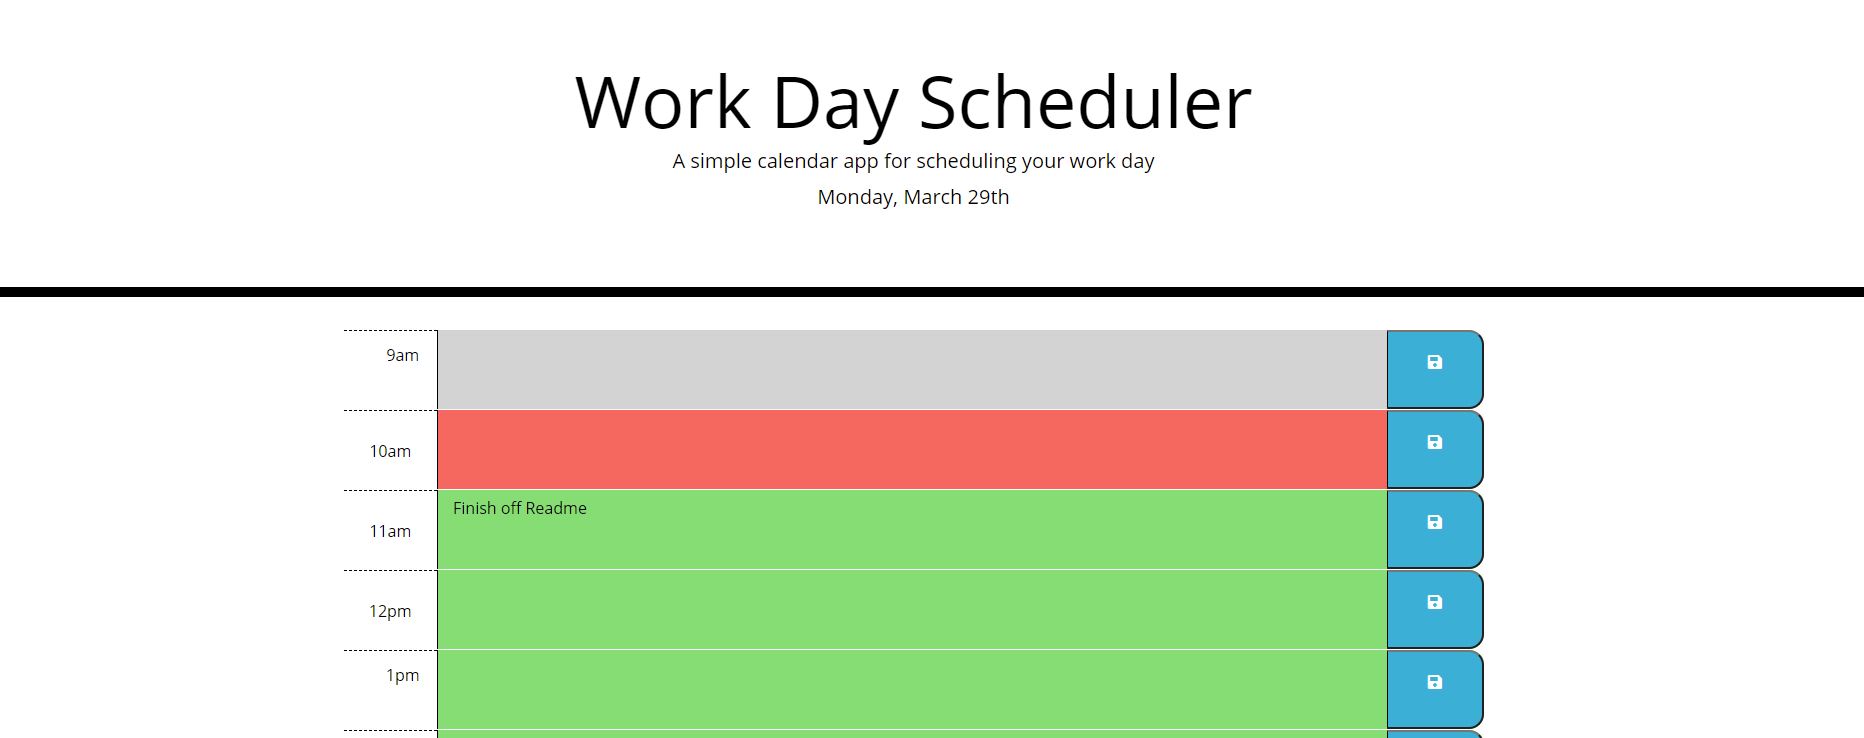 Work Day Scheduler
A simple calendar app for scheduling your work day
Monday, March 29th
9am
10am
11am
Finish off Readme
12pm
1pm